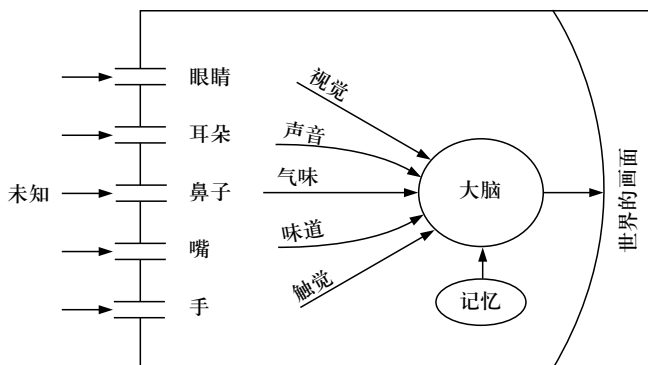 未知
眼睛
耳朵
鼻子
嘴
手
视觉
声音
气味
味道
触觉
大脑
记忆
世界的画面